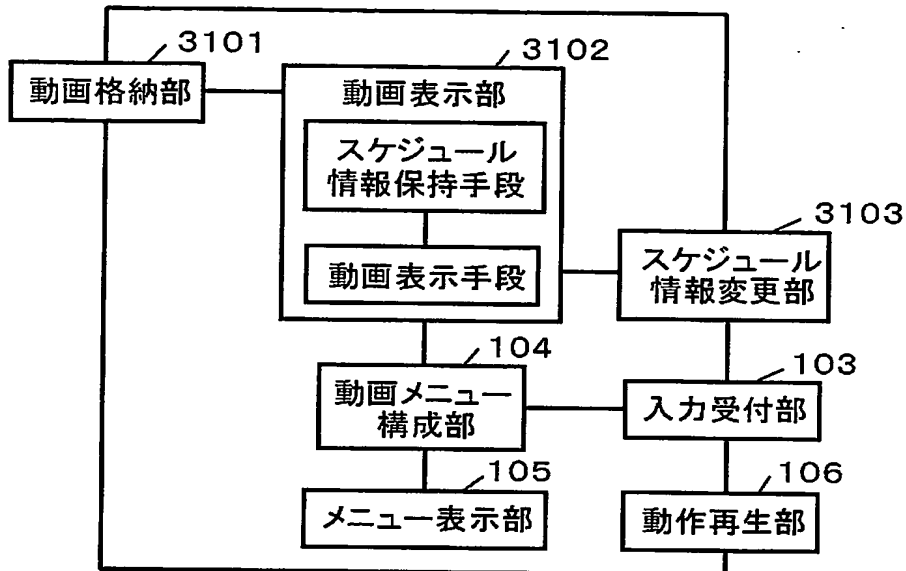 3101
動画格納部
3102
動画表示部
スケジュール
情報保持手段
動画表示手段
3103
スケジュール
情報変更部
104
動画メニュー
構成部
103
入力受付部
105
メニュー表示部
106
動作再生部